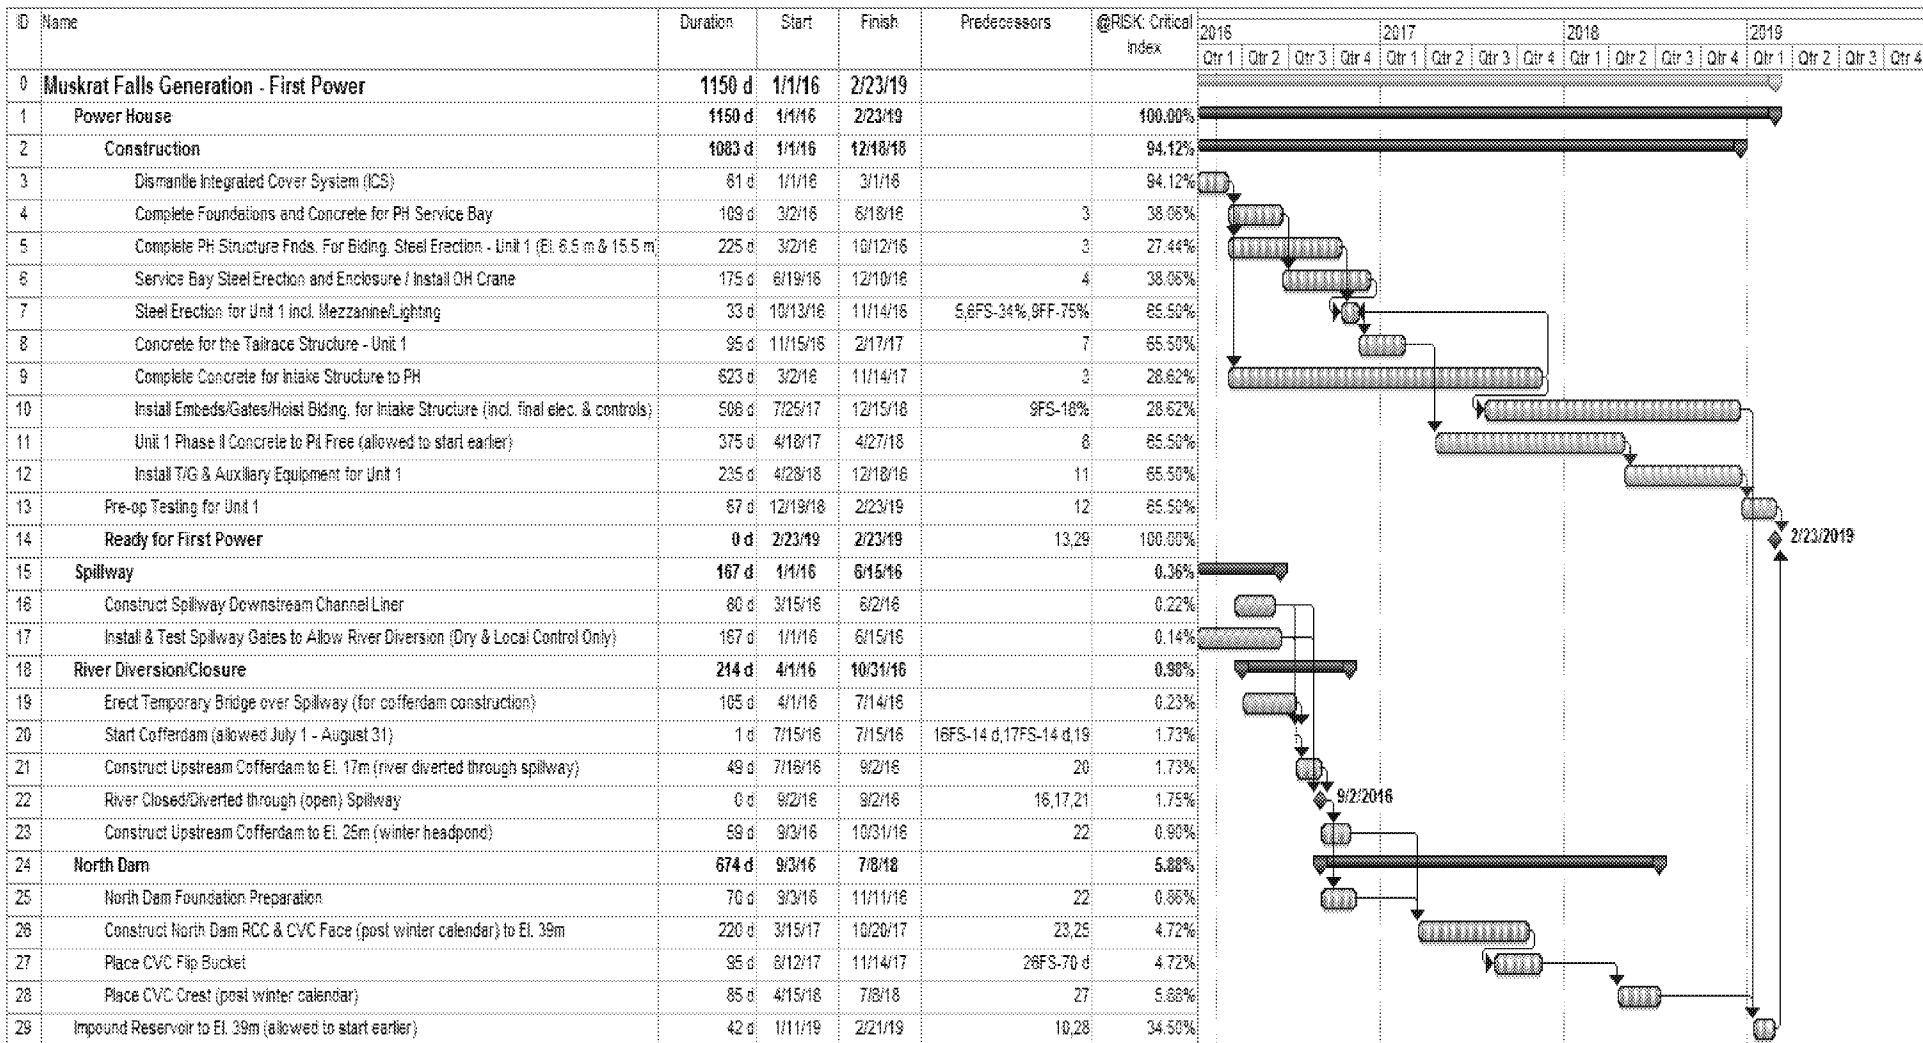 ID Name Duration Start Finish Predecessors @RISK: Critical Index
2016 2017 2018 2019
Qtr 1 Qtr 2 Qtr 3 Qtr 4 Qtr 1 Qtr 2 Qtr 3 Qtr 4 Qtr 1 Qtr 2 Qtr 3 Qtr 4 Qtr 1 Qtr 2 Qtr 3 Qtr 4
0 Muskrat Falls Generation - First Power 1150 d 1/1/16 2/23/19
1 Power House 1150 d 1/1/16 2/23/19 100.00%
2 Construction 1083 d 1/1/16 12/18/18 94.12%
3 Dismantle Integrated Cover System (ICS) 61 d 1/1/16 3/1/16 94.12%
4 Complete Foundations and Concrete for PH Service Bay 109 d 3/2/16 6/18/16 3 38.06%
5 Complete PH Structure Fnds. For Blding. Steel Erection - Unit 1 (El. 6.5 m & 15.5 m) 225 d 3/2/16 10/12/16 3 27.44%
6 Service Bay Steel Erection and Enclosure / Install OH Crane 175 d 6/19/16 12/10/16 4 38.06%
7 Steel Erection for Unit 1 incl. Mezzanine/Lighting 33 d 10/13/16 11/14/16 5,6FS-34%,9FF-75% 65.50%
8 Concrete for the Tailrace Structure - Unit 1 95 d 11/15/16 2/17/17 7 65.50%
9 Complete Concrete for Intake Structure to PH 623 d 3/2/16 11/14/17 3 28.62%
10 Install Embeds/Gates/Hoist Blding. for Intake Structure (incl. final elec. & controls) 506 d 7/25/17 12/15/18 9FS-18% 28.62%
11 Unit 1 Phase II Concrete to Pit Free (allowed to start earlier) 375 d 4/18/17 4/27/18 8 65.50%
12 Install T/G & Auxiliary Equipment for Unit 1 235 d 4/28/18 12/18/18 11 65.50%
13 Pre-op Testing for Unit 1 67 d 12/19/18 2/23/19 12 65.50%
14 Ready for First Power 0 d 2/23/19 2/23/19 13,29 100.00% 2/23/2019
15 Spillway 167 d 1/1/16 6/15/16 0.36%
16 Construct Spillway Downstream Channel Liner 80 d 3/15/16 6/2/16 0.22%
17 Install & Test Spillway Gates to Allow River Diversion (Dry & Local Control Only) 167 d 1/1/16 6/15/16 0.14%
18 River Diversion/Closure 214 d 4/1/16 10/31/16 0.98%
19 Erect Temporary Bridge over Spillway (for cofferdam construction) 105 d 4/1/16 7/14/16 0.23%
20 Start Cofferdam (allowed July 1 - August 31) 1 d 7/15/16 7/15/16 16FS-14 d,17FS-14 d,19 1.73%
21 Construct Upstream Cofferdam to El. 17m (river diverted through spillway) 49 d 7/16/16 9/2/16 20 1.73%
22 River Closed/Diverted through (open) Spillway 0 d 9/2/16 9/2/16 16,17,21 1.75% 9/2/2016
23 Construct Upstream Cofferdam to El. 25m (winter headpond) 59 d 9/3/16 10/31/16 22 0.90%
24 North Dam 674 d 9/3/16 7/8/18 5.88%
25 North Dam Foundation Preparation 70 d 9/3/16 11/11/16 22 0.86%
26 Construct North Dam RCC & CVC Face (post winter calendar) to El. 39m 220 d 3/15/17 10/20/17 23,25 4.72%
27 Place CVC Flip Bucket 95 d 8/12/17 11/14/17 26FS-70 d 4.72%
28 Place CVC Crest (post winter calendar) 85 d 4/15/18 7/8/18 27 5.88%
29 Impound Reservoir to El. 39m (allowed to start earlier) 42 d 1/11/19 2/21/19 10,28 34.50%